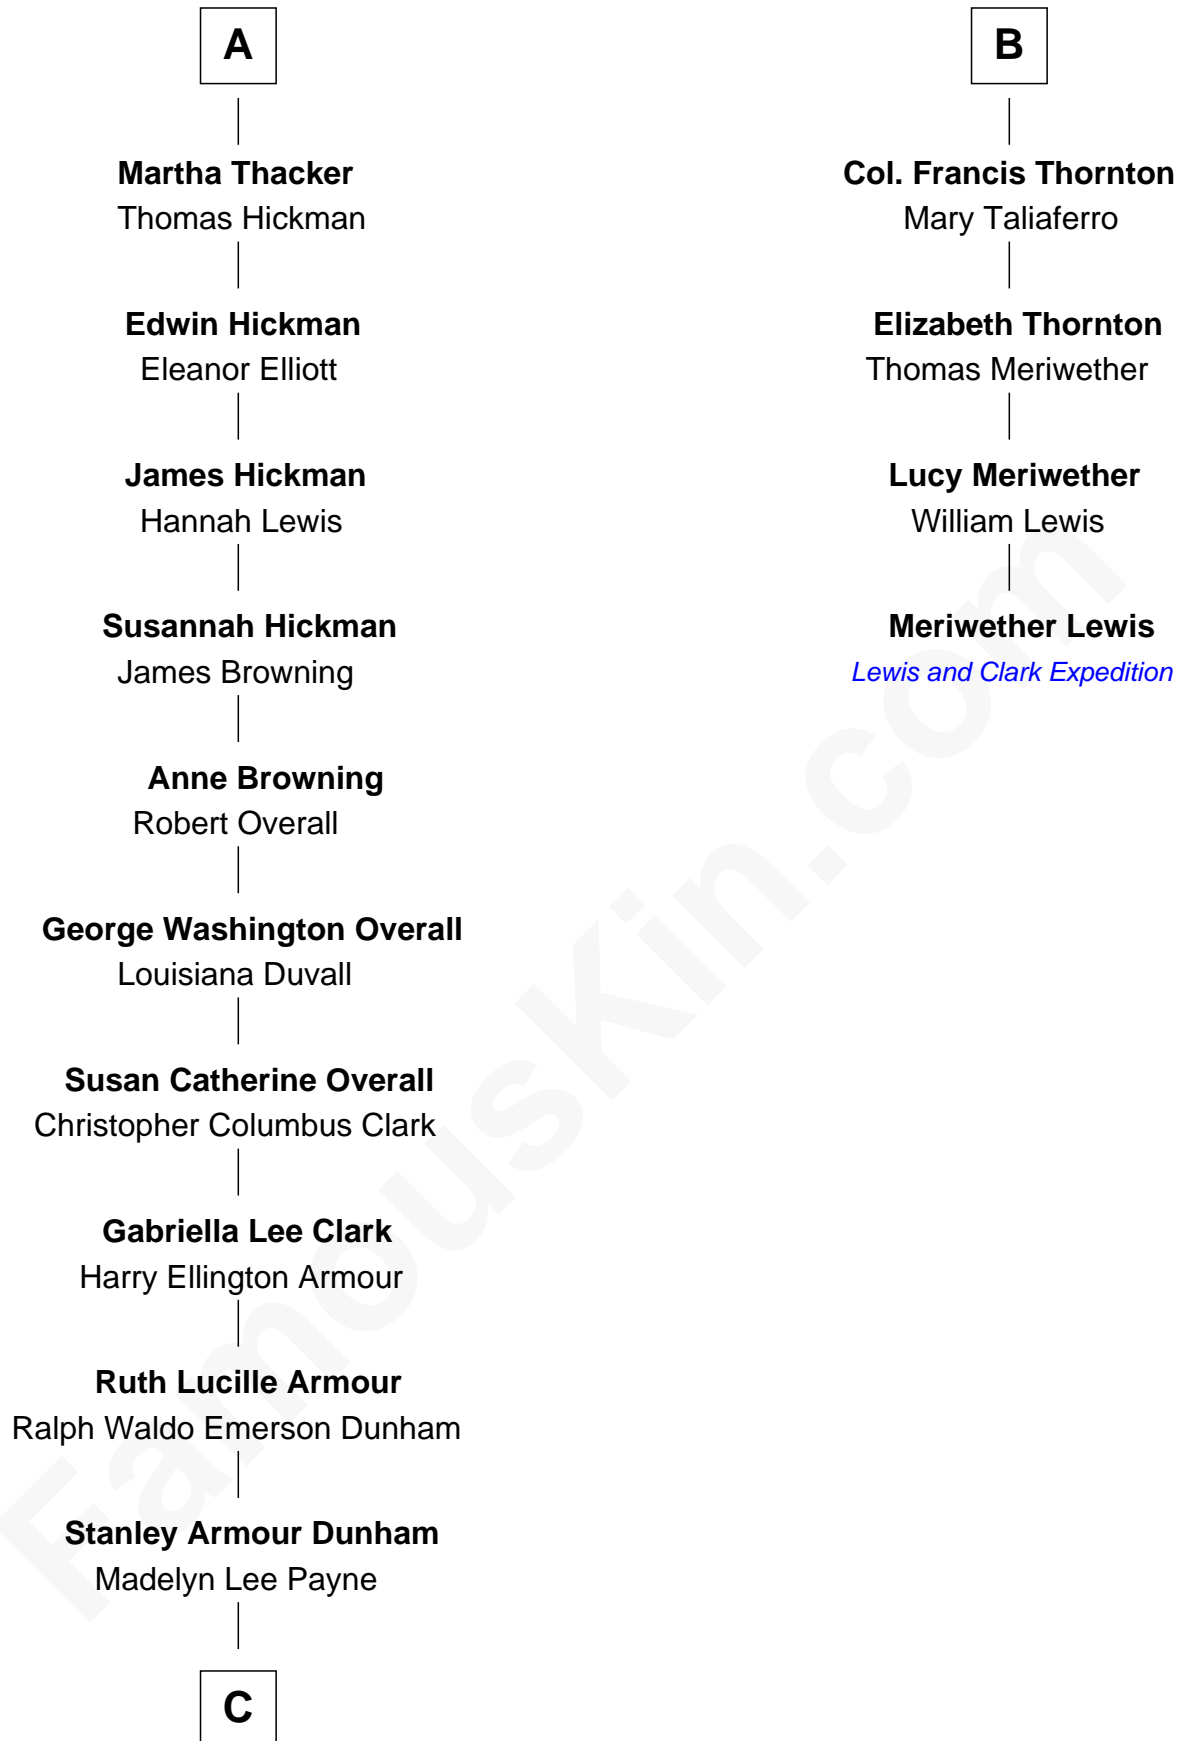 A
Martha Thacker
Thomas Hickman
Edwin Hickman
Eleanor Elliott
James Hickman
Hannah Lewis
Susannah Hickman
James Browning
Anne Browning
Robert Overall
George Washington Overall
Louisiana Duvall
Susan Catherine Overall
Christopher Columbus Clark
Gabriella Lee Clark
Harry Ellington Armour
Ruth Lucille Armour
Ralph Waldo Emerson Dunham
Stanley Armour Dunham
Madelyn Lee Payne
C
B
Col. Francis Thornton
Mary Taliaferro
Elizabeth Thornton
Thomas Meriwether
Lucy Meriwether
William Lewis
Meriwether Lewis
Lewis and Clark Expedition
FamousKin.com